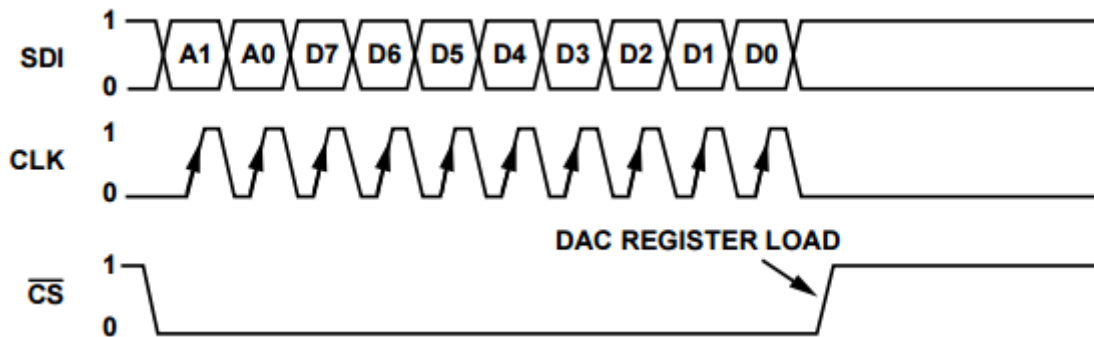 1
SDI A1 A0 D7 D6 D5 D4 D3 D2 D1 D0
0
1
CLK
0
DAC REGISTER LOAD
1
CS
0